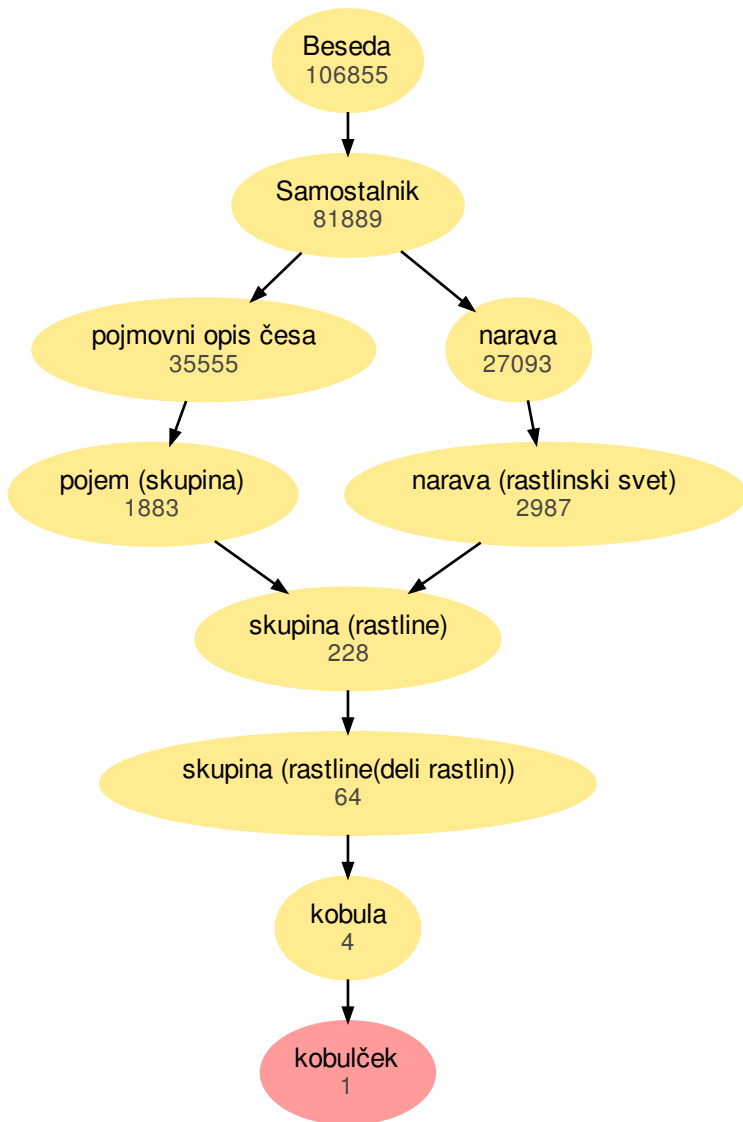 Beseda
106855
Samostalnik
81889
pojmovni opis česa
35555
narava
27093
pojem (skupina)
1883
narava (rastlinski svet)
2987
skupina (rastline)
228
skupina (rastline(deli rastlin))
64
kobula
4
kobulček
1